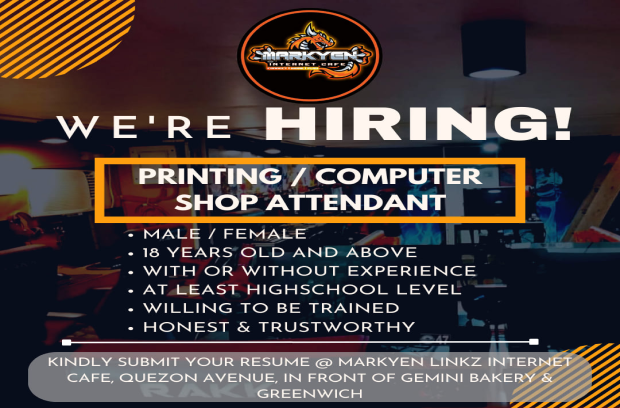 MARKYEN
INTERNET CAFE
WE'RE HIRING!
PRINTING / COMPUTER
SHOP ATTENDANT
• MALE / FEMALE
• 18 YEARS OLD AND ABOVE
• WITH OR WITHOUT EXPERIENCE
• AT LEAST HIGHSCHOOL LEVEL
• WILLING TO BE TRAINED
• HONEST & TRUSTWORTHY
KINDLY SUBMIT YOUR RESUME @ MARKYEN LINKZ INTERNET
CAFE, QUEZON AVENUE, IN FRONT OF GEMINI BAKERY &
GREENWICH